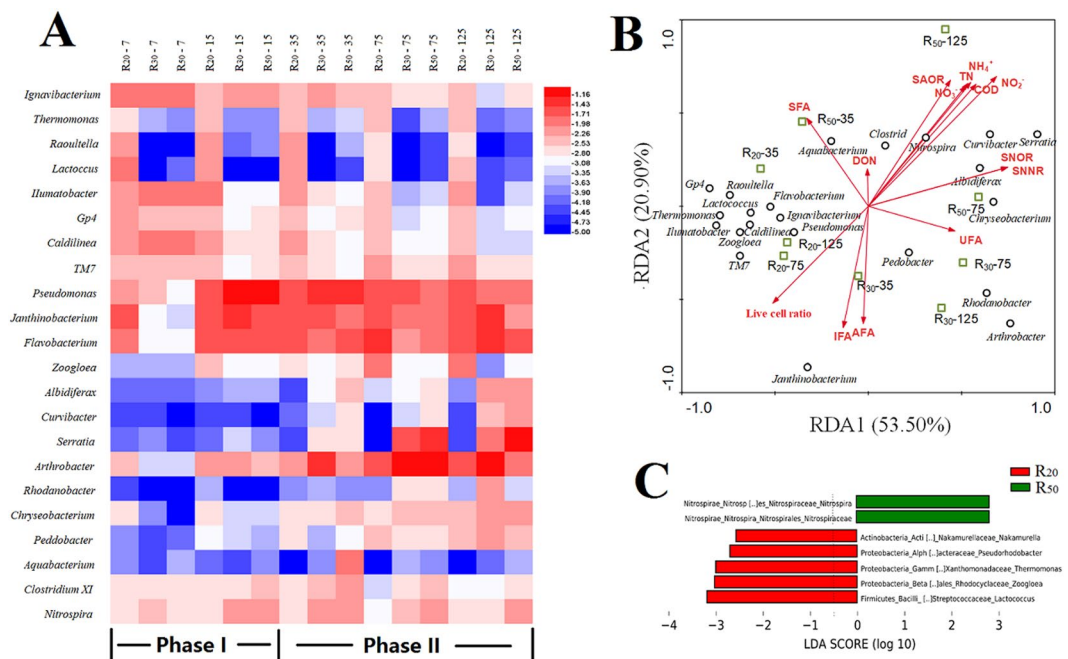 A
R20 - 7
R30 - 7
R50 - 7
R20 - 15
R30 - 15
R50 - 15
R20 - 35
R30 - 35
R50 - 35
R20 - 75
R30 - 75
R50 - 75
R20 - 125
R30 - 125
R50 - 125
Ignavibacterium
Thermomonas
Raoultella
Lactoccus
Ilumatobacter
Gp4
Caldilinea
TM7
Pseudomonas
Janthinobacterium
Flavobacterium
Zoogloea
Albidiferax
Curvibacter
Serratia
Arthrobacter
Rhodanobacter
Chryseobacterium
Peddobacter
Aquabacterium
Clostridium XI
Nitrospira
-1.16
-1.43
-2.00
-2.26
-2.55
-3.08
-3.35
-3.61
-3.90
-4.18
-4.45
-4.73
-5.00
Phase I
Phase II
B
1.0
R50-125
NH4+
SAOR
TN
NO3-
COD
NO2-
SFA
R50-35
Clostrid
Nitrospira
Curvibacter
Serratia
Aquabacterium
R20-35
DON
SNOR
SNNR
Albidiferax
Gp4
Raoultella
Flavobacterium
Lactococcus
R50-75
Chryseobacterium
Thermomonas
Ignavibacterium
Ilumatobacter
Caldilinea
Pseudomonas
Zoogloea
R20-125
UFA
TM7
R20-75
Pedobacter
R30-75
R30-35
Rhodanobacter
Live cell ratio
R30-125
IFA
AFA
Arthrobacter
Janthinobacterium
RDA2 (20.90%)
-1.0
-1.0
1.0
RDA1 (53.50%)
C
R20
R50
Nitrospirae_Nitrosp [..]es_Nitrospiraceae_Nitrospira
Nitrospirae_Nitrospira_Nitrospirales_Nitrospiraceae
Actinobacteria_Acti [..]_Nakamurellaceae_Nakamurella
Proteobacteria_Alph [..]acteraceae_Pseudorhodobacter
Proteobacteria_Gamm [..]Xanthomonadaceae_Thermomonas
Proteobacteria_Beta [..]ales_Rhodocyclaceae_Zoogloea
Firmicutes_Bacilli_ [..]Streptococcaceae_Lactococcus
−4 −3 −2 −1 0 1 2 3
LDA SCORE (log 10)